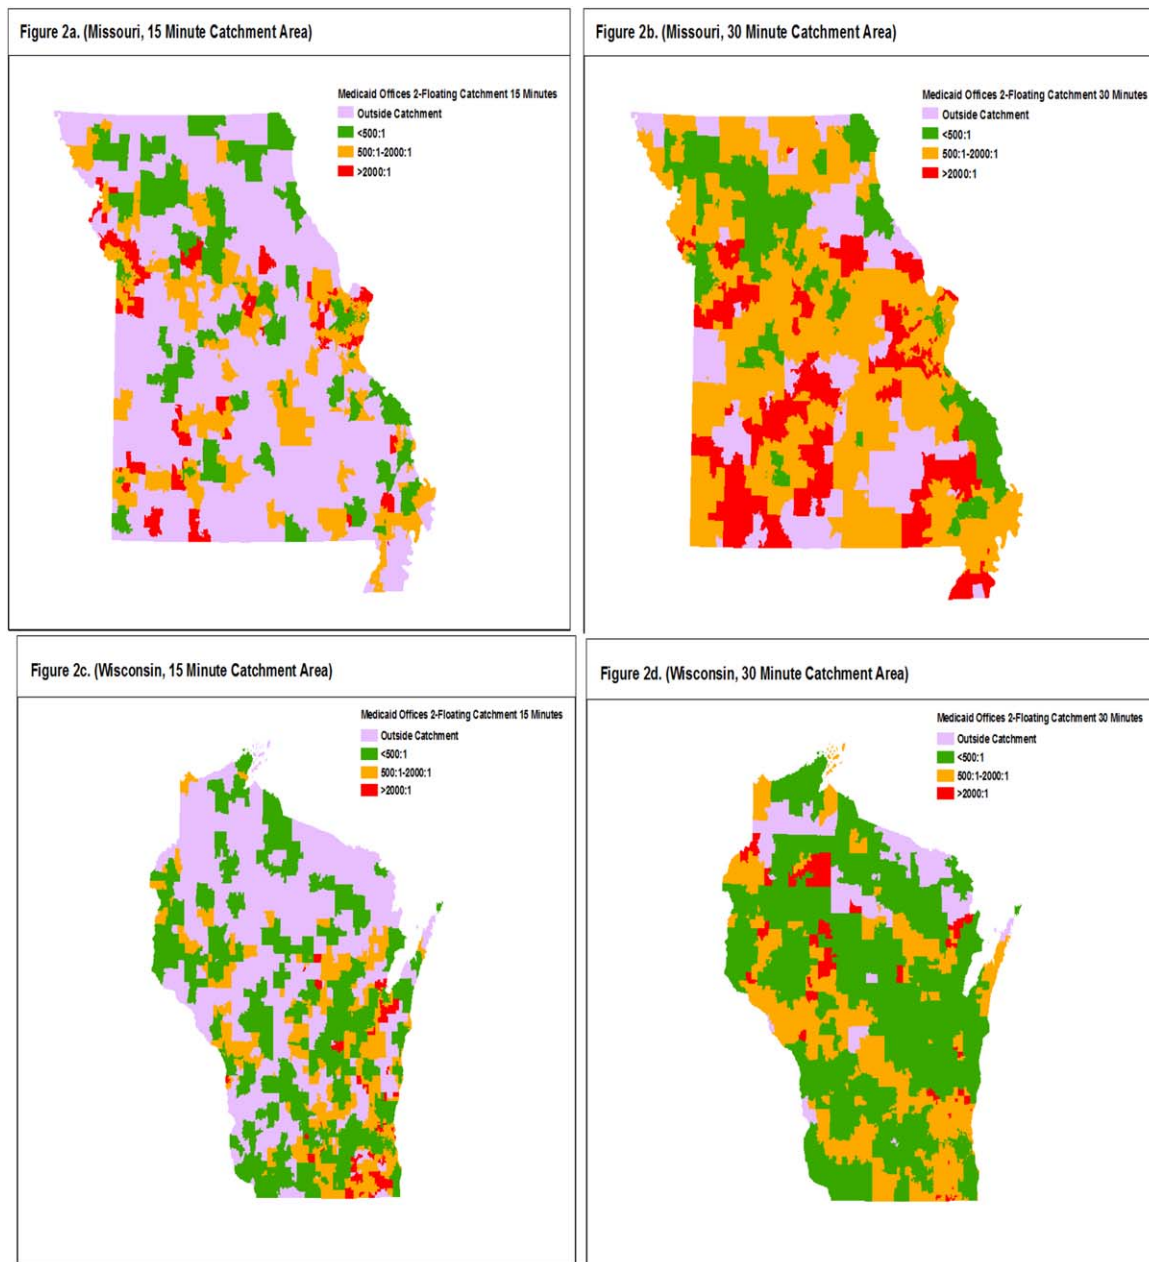 Figure 2a. (Missouri, 15 Minute Catchment Area)
Medicaid Offices 2-Floating Catchment 15 Minutes
Outside Catchment
<500:1
500:1-2000:1
>2000:1
Figure 2b. (Missouri, 30 Minute Catchment Area)
Medicaid Offices 2-Floating Catchment 30 Minutes
Outside Catchment
<500:1
500:1-2000:1
>2000:1
Figure 2c. (Wisconsin, 15 Minute Catchment Area)
Medicaid Offices 2-Floating Catchment 15 Minutes
Outside Catchment
<500:1
500:1-2000:1
>2000:1
Figure 2d. (Wisconsin, 30 Minute Catchment Area)
Medicaid Offices 2-Floating Catchment 30 Minutes
Outside Catchment
<500:1
500:1-2000:1
>2000:1